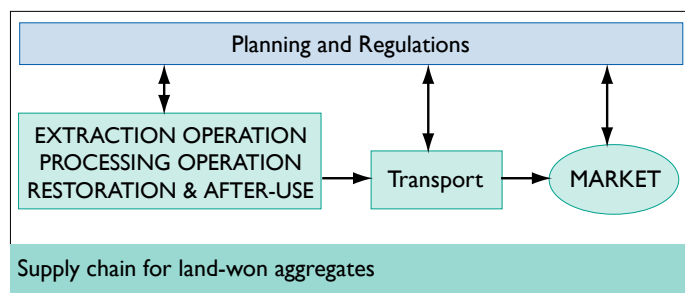 Planning and Regulations
EXTRACTION OPERATION
PROCESSING OPERATION
RESTORATION & AFTER-USE
Transport
MARKET
Supply chain for land-won aggregates